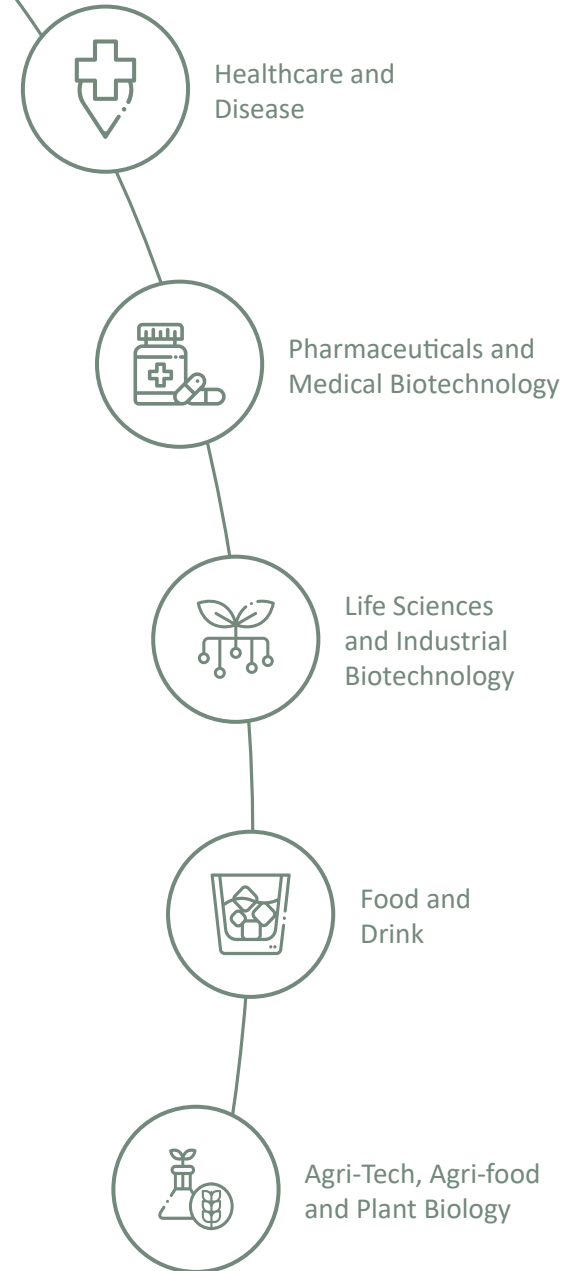 Healthcare and
Disease
Pharmaceuticals and
Medical Biotechnology
Life Sciences
and Industrial
Biotechnology
Food and
Drink
Agri-Tech, Agri-food
and Plant Biology